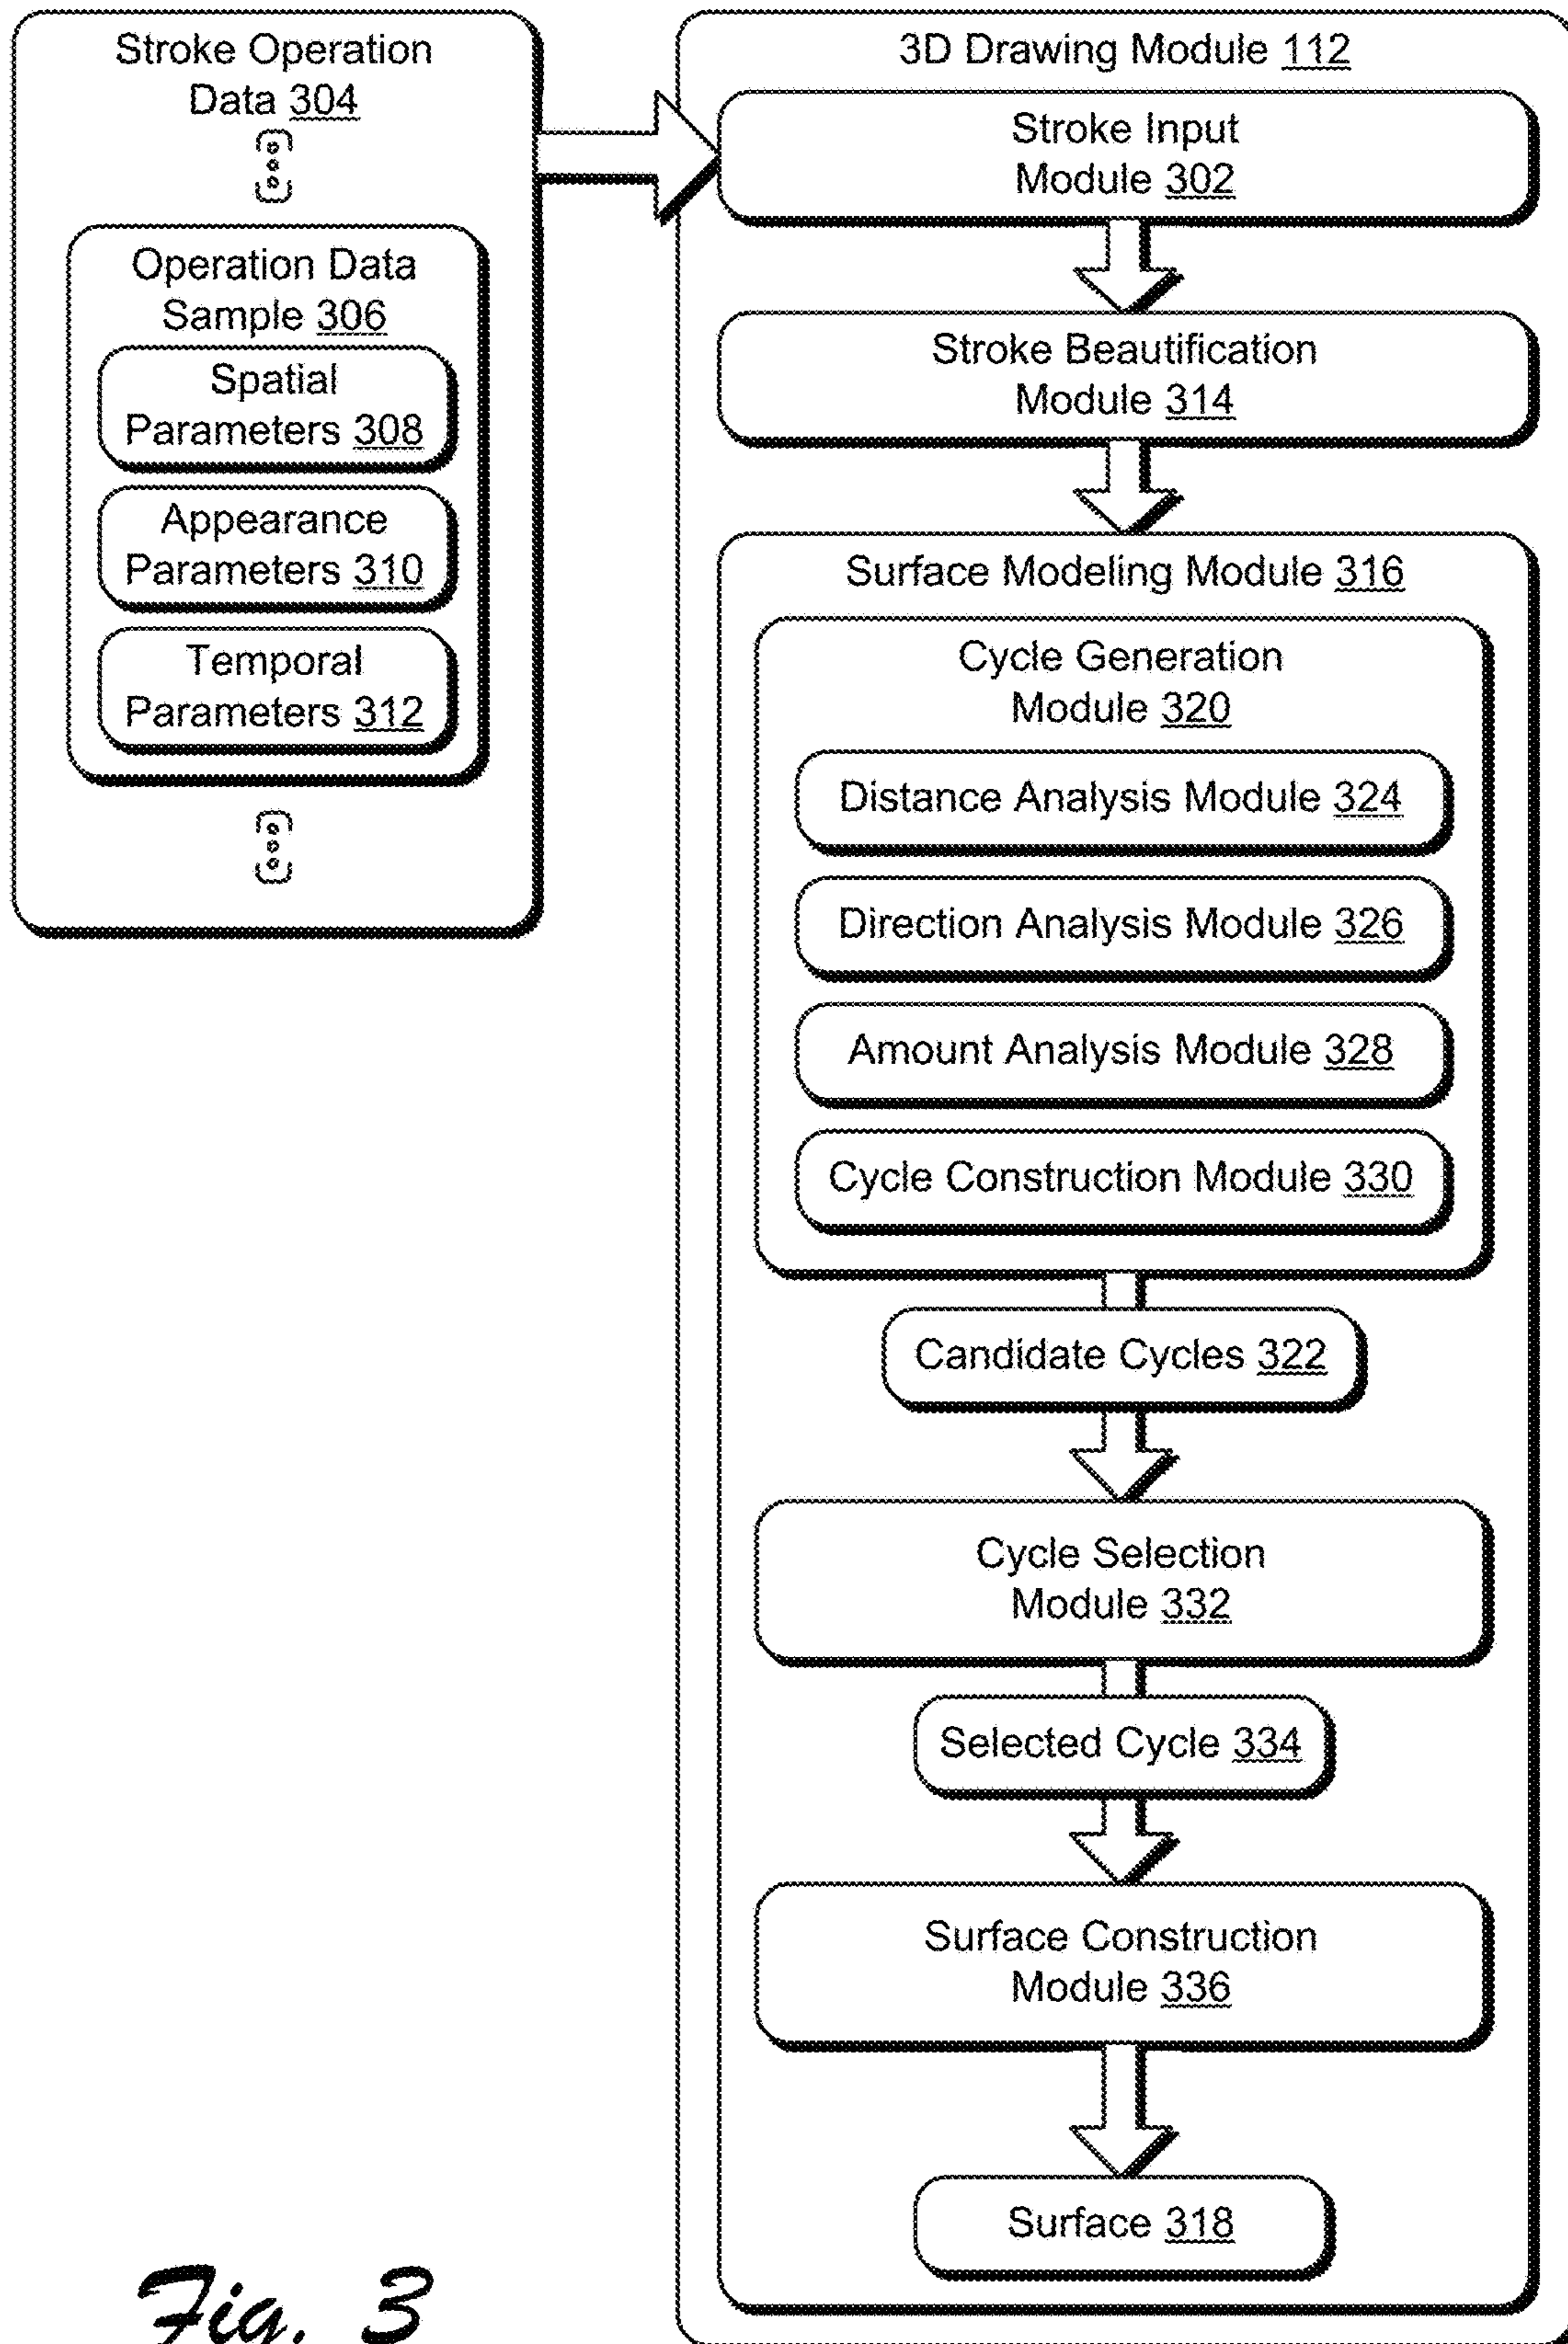 Stroke Operation
Data 304
Operation Data
Sample 306
Spatial
Parameters 308
Appearance
Parameters 310
Temporal
Parameters 312
3D Drawing Module 112
Stroke Input
Module 302
Stroke Beautification
Module 314
Surface Modeling Module 316
Cycle Generation
Module 320
Distance Analysis Module 324
Direction Analysis Module 326
Amount Analysis Module 328
Cycle Construction Module 330
Candidate Cycles 322
Cycle Selection
Module 332
Selected Cycle 334
Surface Construction
Module 336
Surface 318
Fig. 3